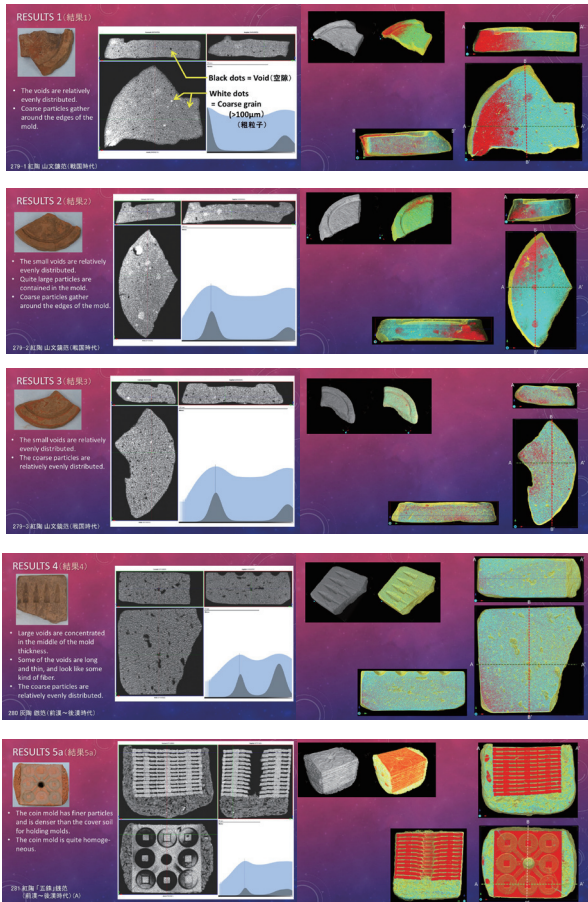 RESULTS 1(結果1)
• The voids are relatively
evenly distributed.
• Coarse particles gather
around the edges of the
mold.
Black dots = Void(空隙)
White dots
= Coarse grain
(>100μm)
(粗粒子)
279-1 紅陶 山文鏡范(戦国時代)
A
A'
B
B'
A
A'
B
B'
RESULTS 2(結果2)
• The small voids are relatively
evenly distributed.
• Quite large particles are
contained in the mold.
• Coarse particles gather
around the edges of the mold.
279-2 紅陶 山文鏡范(戦国時代)
A
A'
B
A
A'
B'
RESULTS 3(結果3)
• The small voids are relatively
evenly distributed.
• The coarse particles are
relatively evenly distributed.
279-3 紅陶 山文鏡范(戦国時代)
A
A'
B
A
A'
B'
RESULTS 4(結果4)
• Large voids are concentrated
in the middle of the mold
thickness.
• Some of the voids are long
and thin, and look like some
kind of fiber.
• The coarse particles are
relatively evenly distributed.
280 灰陶 鏃范(前漢~後漢時代)
A
A'
B
A
A'
B'
RESULTS 5a(結果5a)
• The coin mold has finer particles
and is denser than the cover soil
for holding molds.
• The coin mold is quite homoge-
neous.
281 紅陶「五銖」銭范
(前漢~後漢時代)(A)
A
A'
B
A
A'
B'